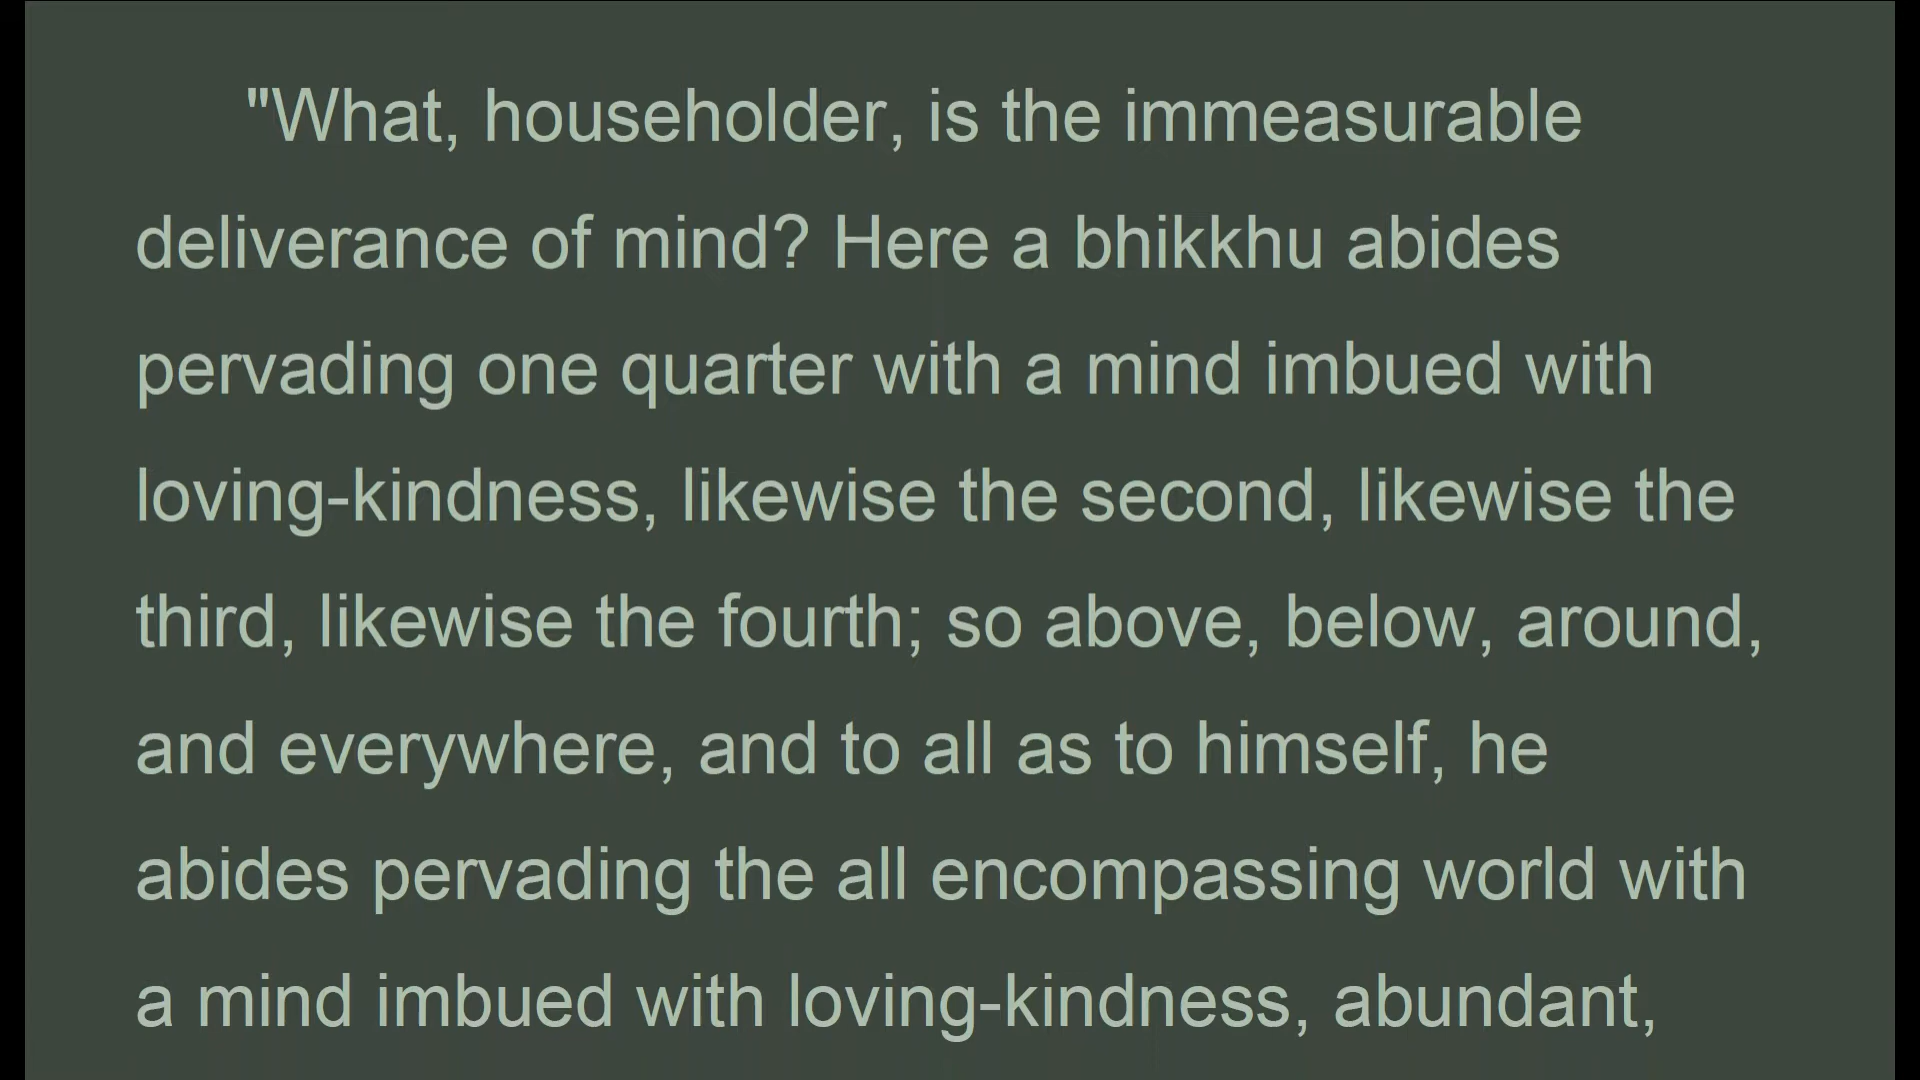 "What, householder, is the immeasurable
deliverance of mind? Here a bhikkhu abides
pervading one quarter with a mind imbued with
loving-kindness, likewise the second, likewise the
third, likewise the fourth; so above, below, around,
and everywhere, and to all as to himself, he
abides pervading the all encompassing world with
a mind imbued with loving-kindness, abundant,